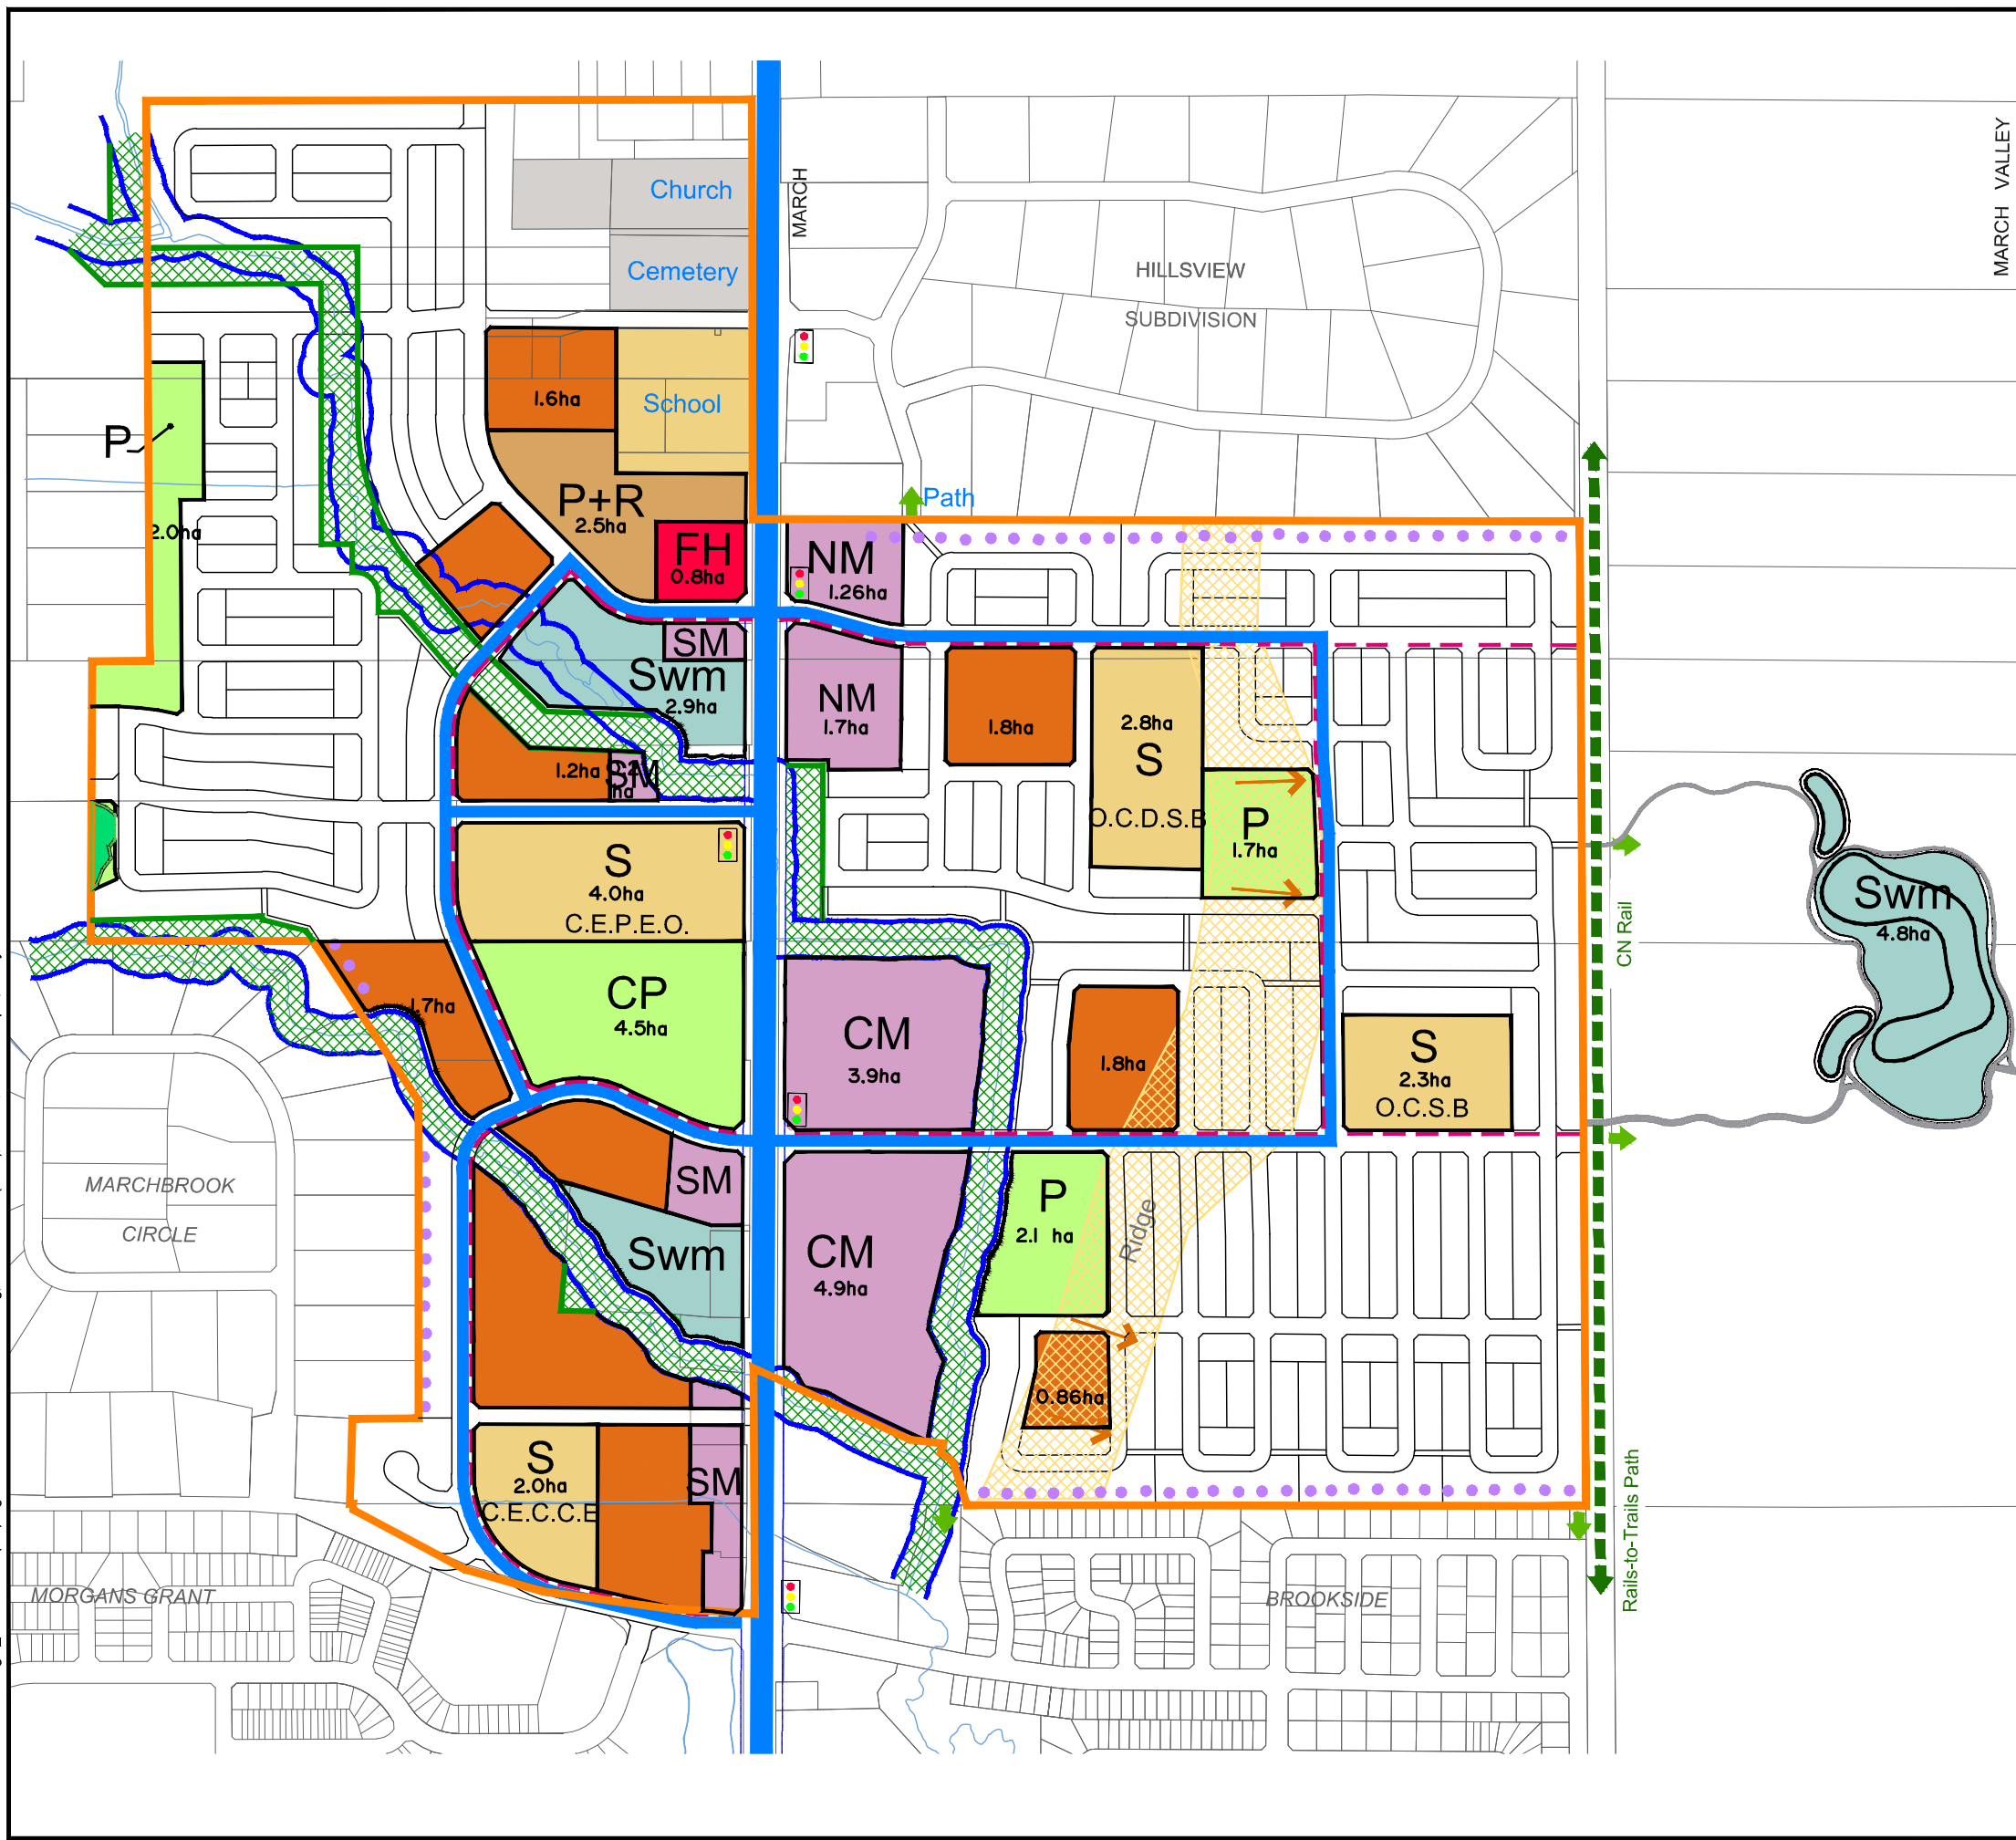 Church
MARCH
MARCH VALLEY
Cemetery
HILLSVIEW
SUBDIVISION
1.6ha
School
P
2.0ha
P+R
2.5ha
Path
FH
0.8ha
NM
1.26ha
SM
Swm
2.9ha
NM
1.7ha
1.8ha
2.8ha
S
O.C.D.S.B
P
1.7ha
1.2ha
SM
S
4.0ha
C.E.P.E.O.
CP
4.5ha
1.7ha
CM
3.9ha
1.8ha
S
2.3ha
O.C.S.B
CN Rail
Swm
4.8ha
MARCHBROOK
CIRCLE
SM
Swm
CM
4.9ha
P
2.1 ha
Ridge
0.86ha
S
2.0ha
C.E.C.C.E
SM
Rails-to-Trails Path
MORGANS GRANT
BROOKSIDE